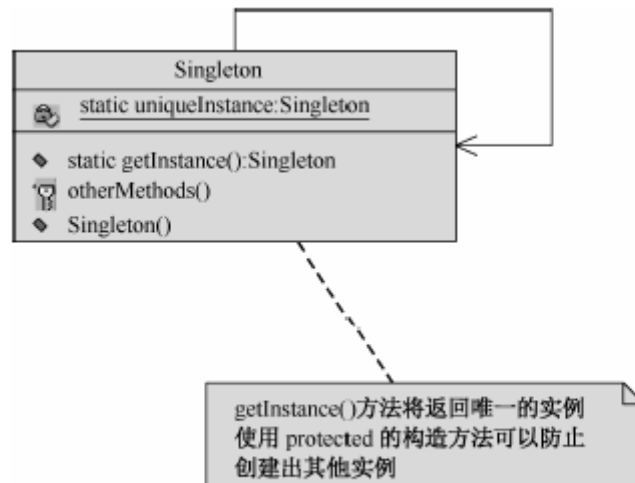 Singleton
static uniqueInstance:Singleton
static getInstance():Singleton
otherMethods()
Singleton()
getInstance()方法将返回唯一的实例
使用 protected 的构造方法可以防止
创建出其他实例